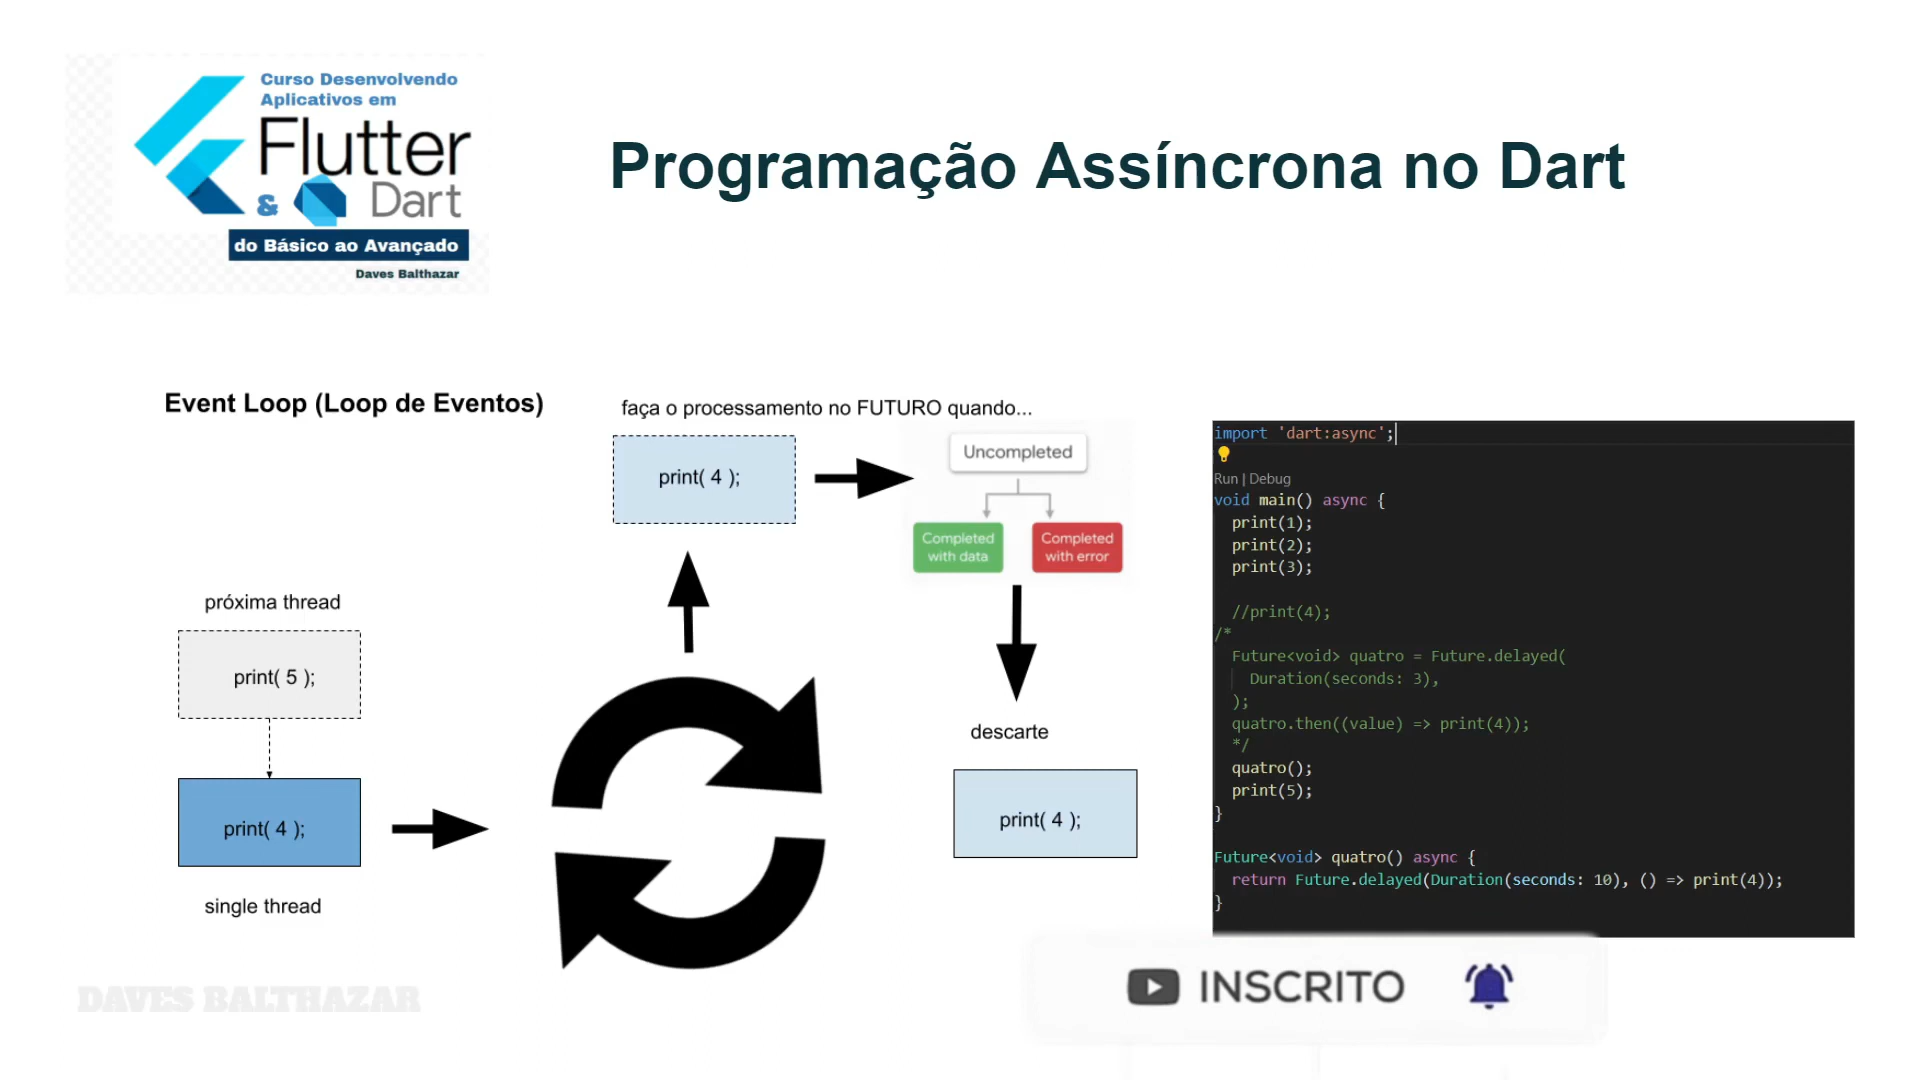 Curso Desenvolvendo
Aplicativos em
Flutter
& Dart
do Básico ao Avançado
Daves Balthazar
Programação Assíncrona no Dart
Event Loop (Loop de Eventos)
faça o processamento no FUTURO quando...
print( 4 );
Uncompleted
Completed
with data
Completed
with error
próxima thread
print( 5 );
print( 4 );
single thread
descarte
print( 4 );
import 'dart:async';
Run | Debug
void main() async {
  print(1);
  print(2);
  print(3);
  //print(4);
/*
  Future<void> quatro = Future.delayed(
    Duration(seconds: 3),
  );
  quatro.then((value) => print(4));
  */
  quatro();
  print(5);
}
Future<void> quatro() async {
  return Future.delayed(Duration(seconds: 10), () => print(4));
}
DAVES BALTHAZAR
INSCRITO